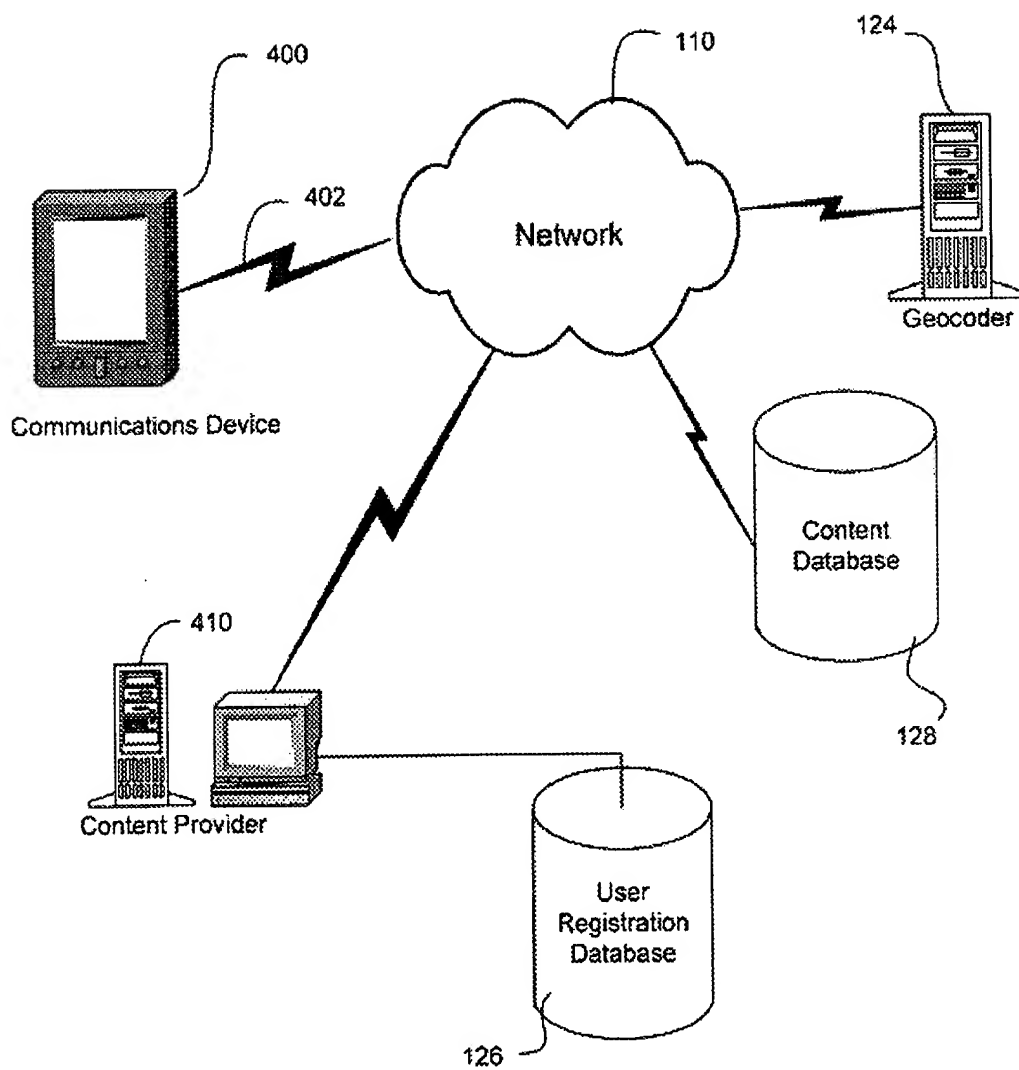 400
110
124
402
Network
Geocoder
Communications Device
Content
Database
410
128
Content Provider
User
Registration
Database
126